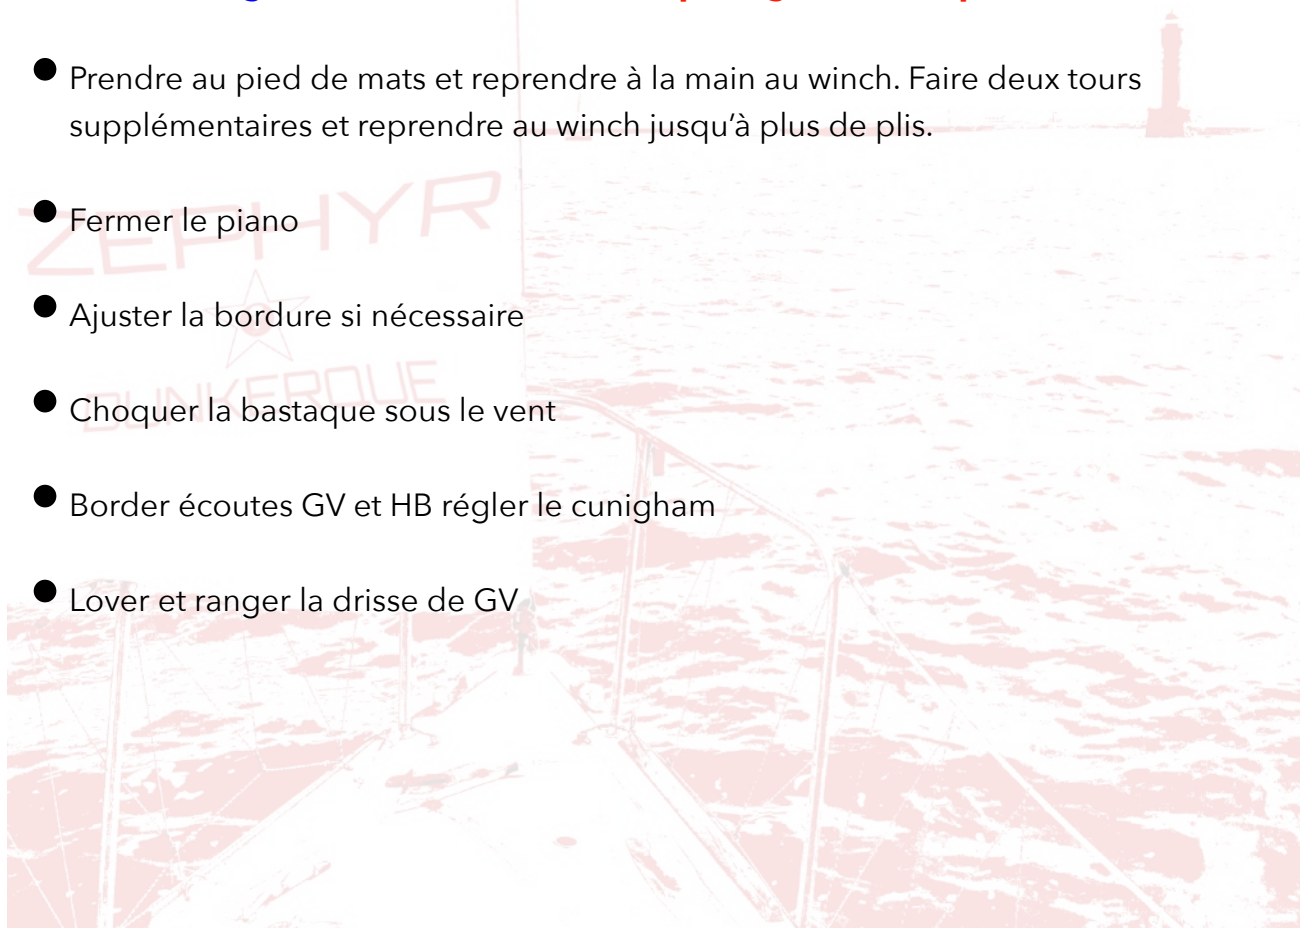 ● Prendre au pied de mats et reprendre à la main au winch. Faire deux tours
supplémentaires et reprendre au winch jusqu’à plus de plis.
● Fermer le piano
ZEPHYR
● Ajuster la bordure si nécessaire
DUNKERQUE
● Choquer la bastaque sous le vent
● Border écoutes GV et HB régler le cunigham
● Lover et ranger la drisse de GV